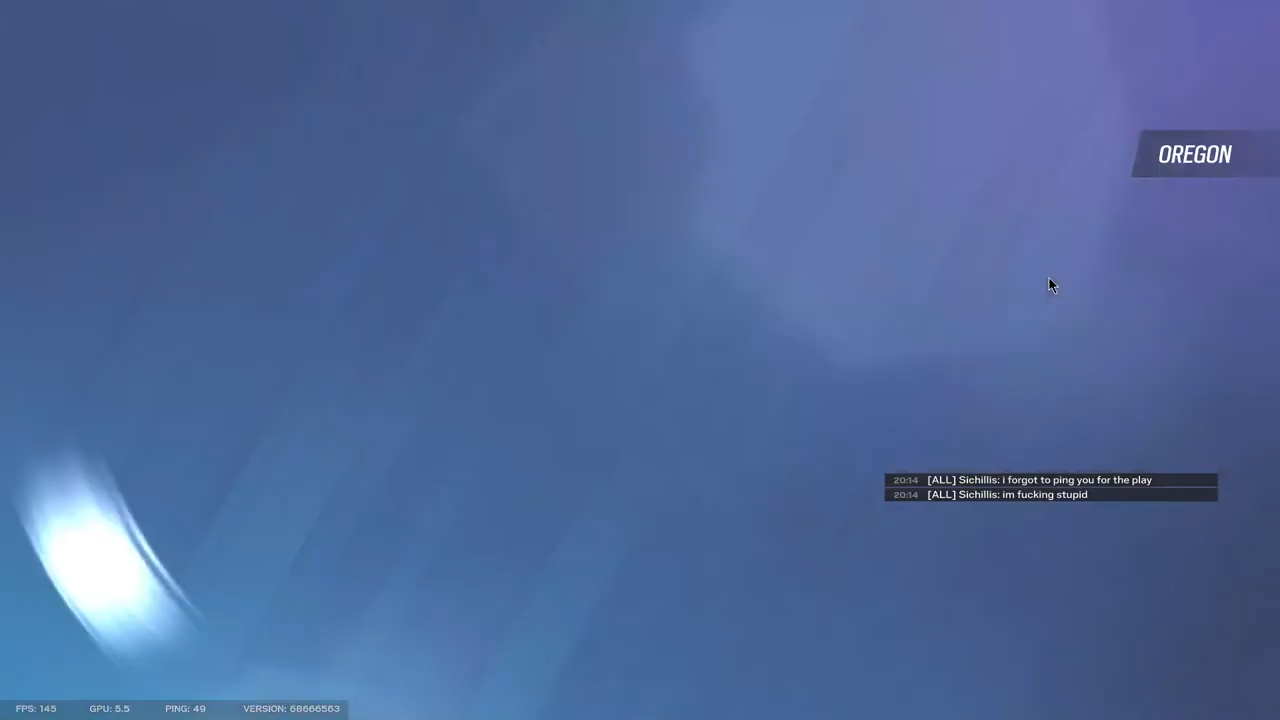 OREGON
20:14 [ALL] Sichillis: i forgot to ping you for the play
20:14 [ALL] Sichillis: im fucking stupid
FPS: 145 GPU: 5.5 PING: 49 VERSION: 68666563